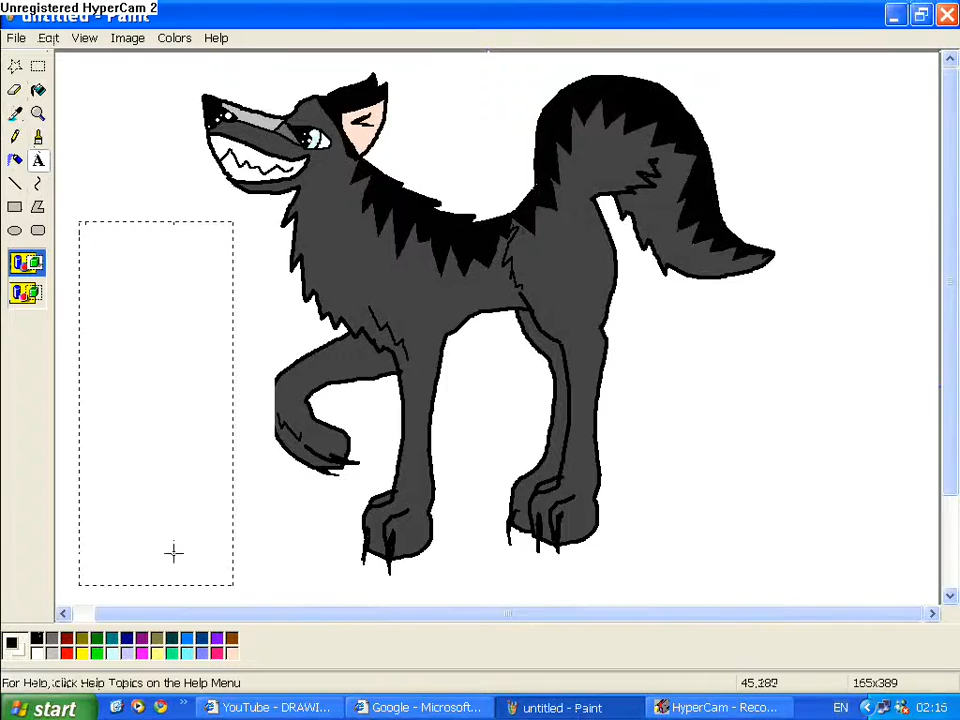 Unregistered HyperCam 2
untitled - Paint
File Edit View Image Colors Help
A
For Help, click Help Topics on the Help Menu
45,387
165x389
start
YouTube - DRAWI...
Google - Microsoft...
untitled - Paint
HyperCam - Reco...
EN
02:15